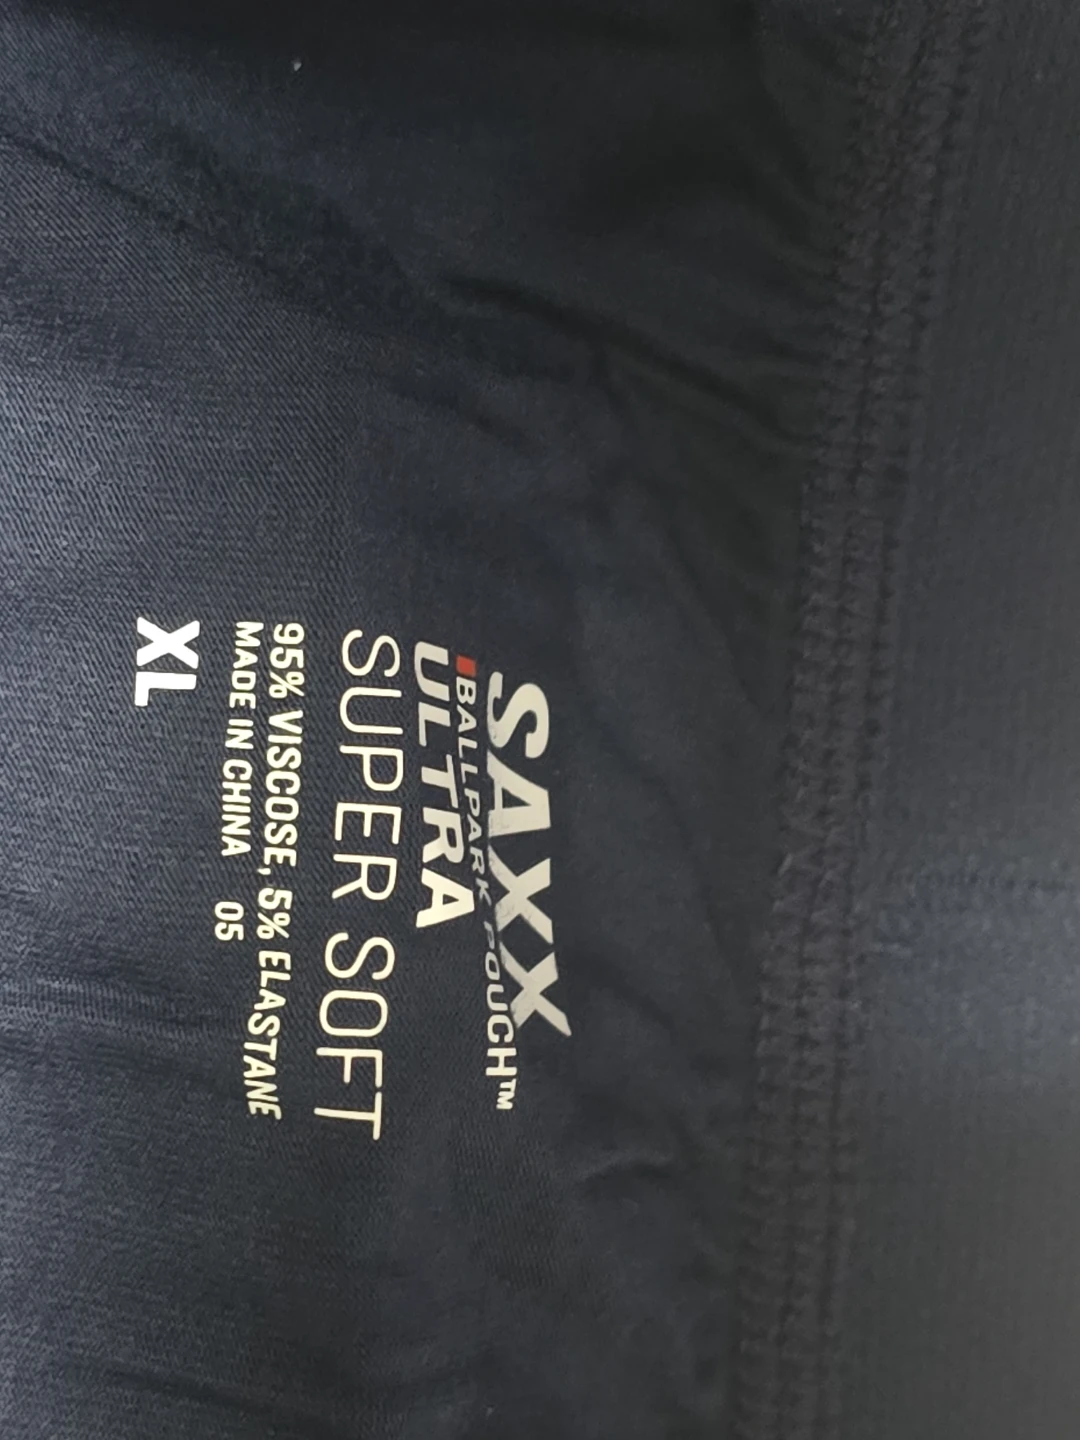 SAXX
BALLPARK POUCH™
ULTRA
SUPER SOFT
95% VISCOSE, 5% ELASTANE
MADE IN CHINA 05
XL